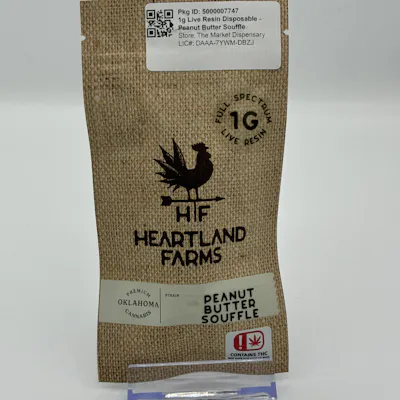 Pkg ID: 5000007747
1g Live Resin Disposable -
Peanut Butter Souffle
Store: The Market Dispensary
LIC#: DAAA-7YWM-DBZJ
FULL SPECTRUM
1G
LIVE RESIN
H F
HEARTLAND
FARMS
PREMIUM
OKLAHOMA
CANNABIS
STRAIN
PEANUT
BUTTER
SOUFFLE
CONTAINS THC